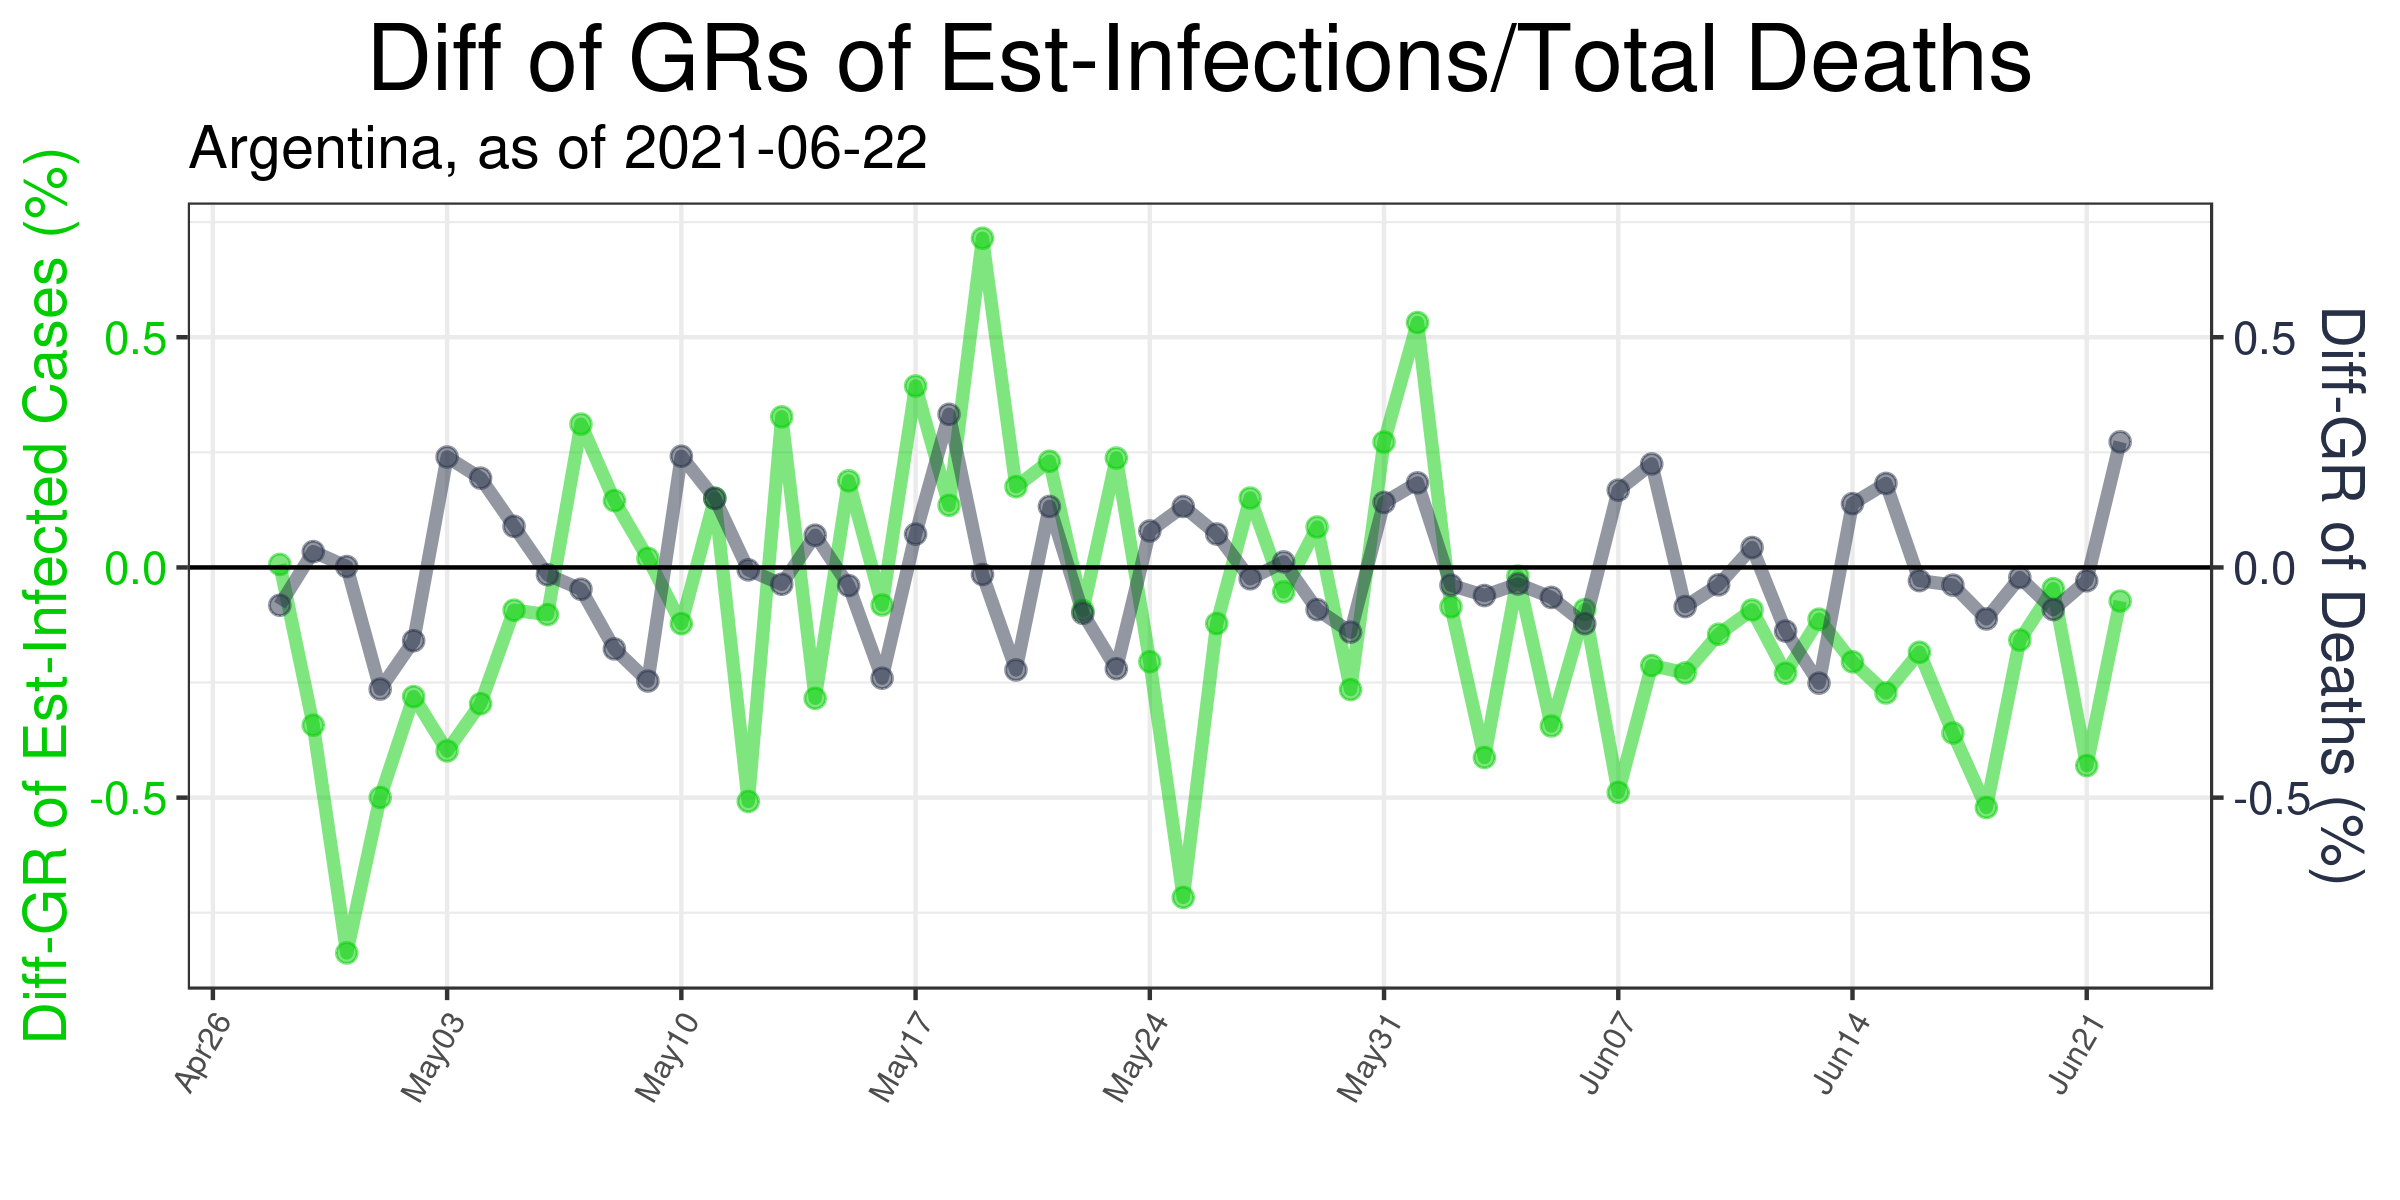 Diff of GRs of Est-Infections/Total Deaths
Argentina, as of 2021-06-22
Diff-GR of Est-Infected Cases (%)
0.5
0.0
-0.5
0.5
0.0
-0.5
Diff-GR of Deaths (%)
Apr26
May03
May10
May17
May24
May31
Jun07
Jun14
Jun21